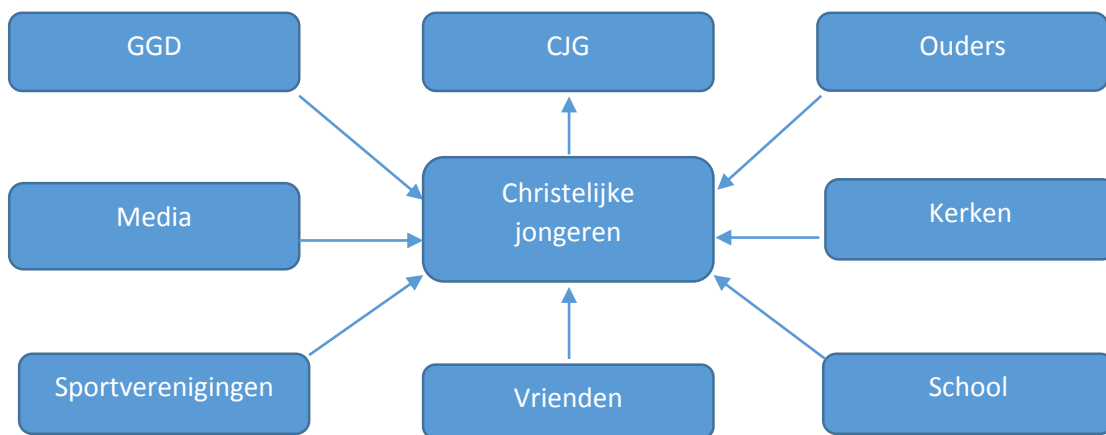 GGD
CJG
Ouders
Media
Christelijke
jongeren
Kerken
Sportverenigingen
Vrienden
School